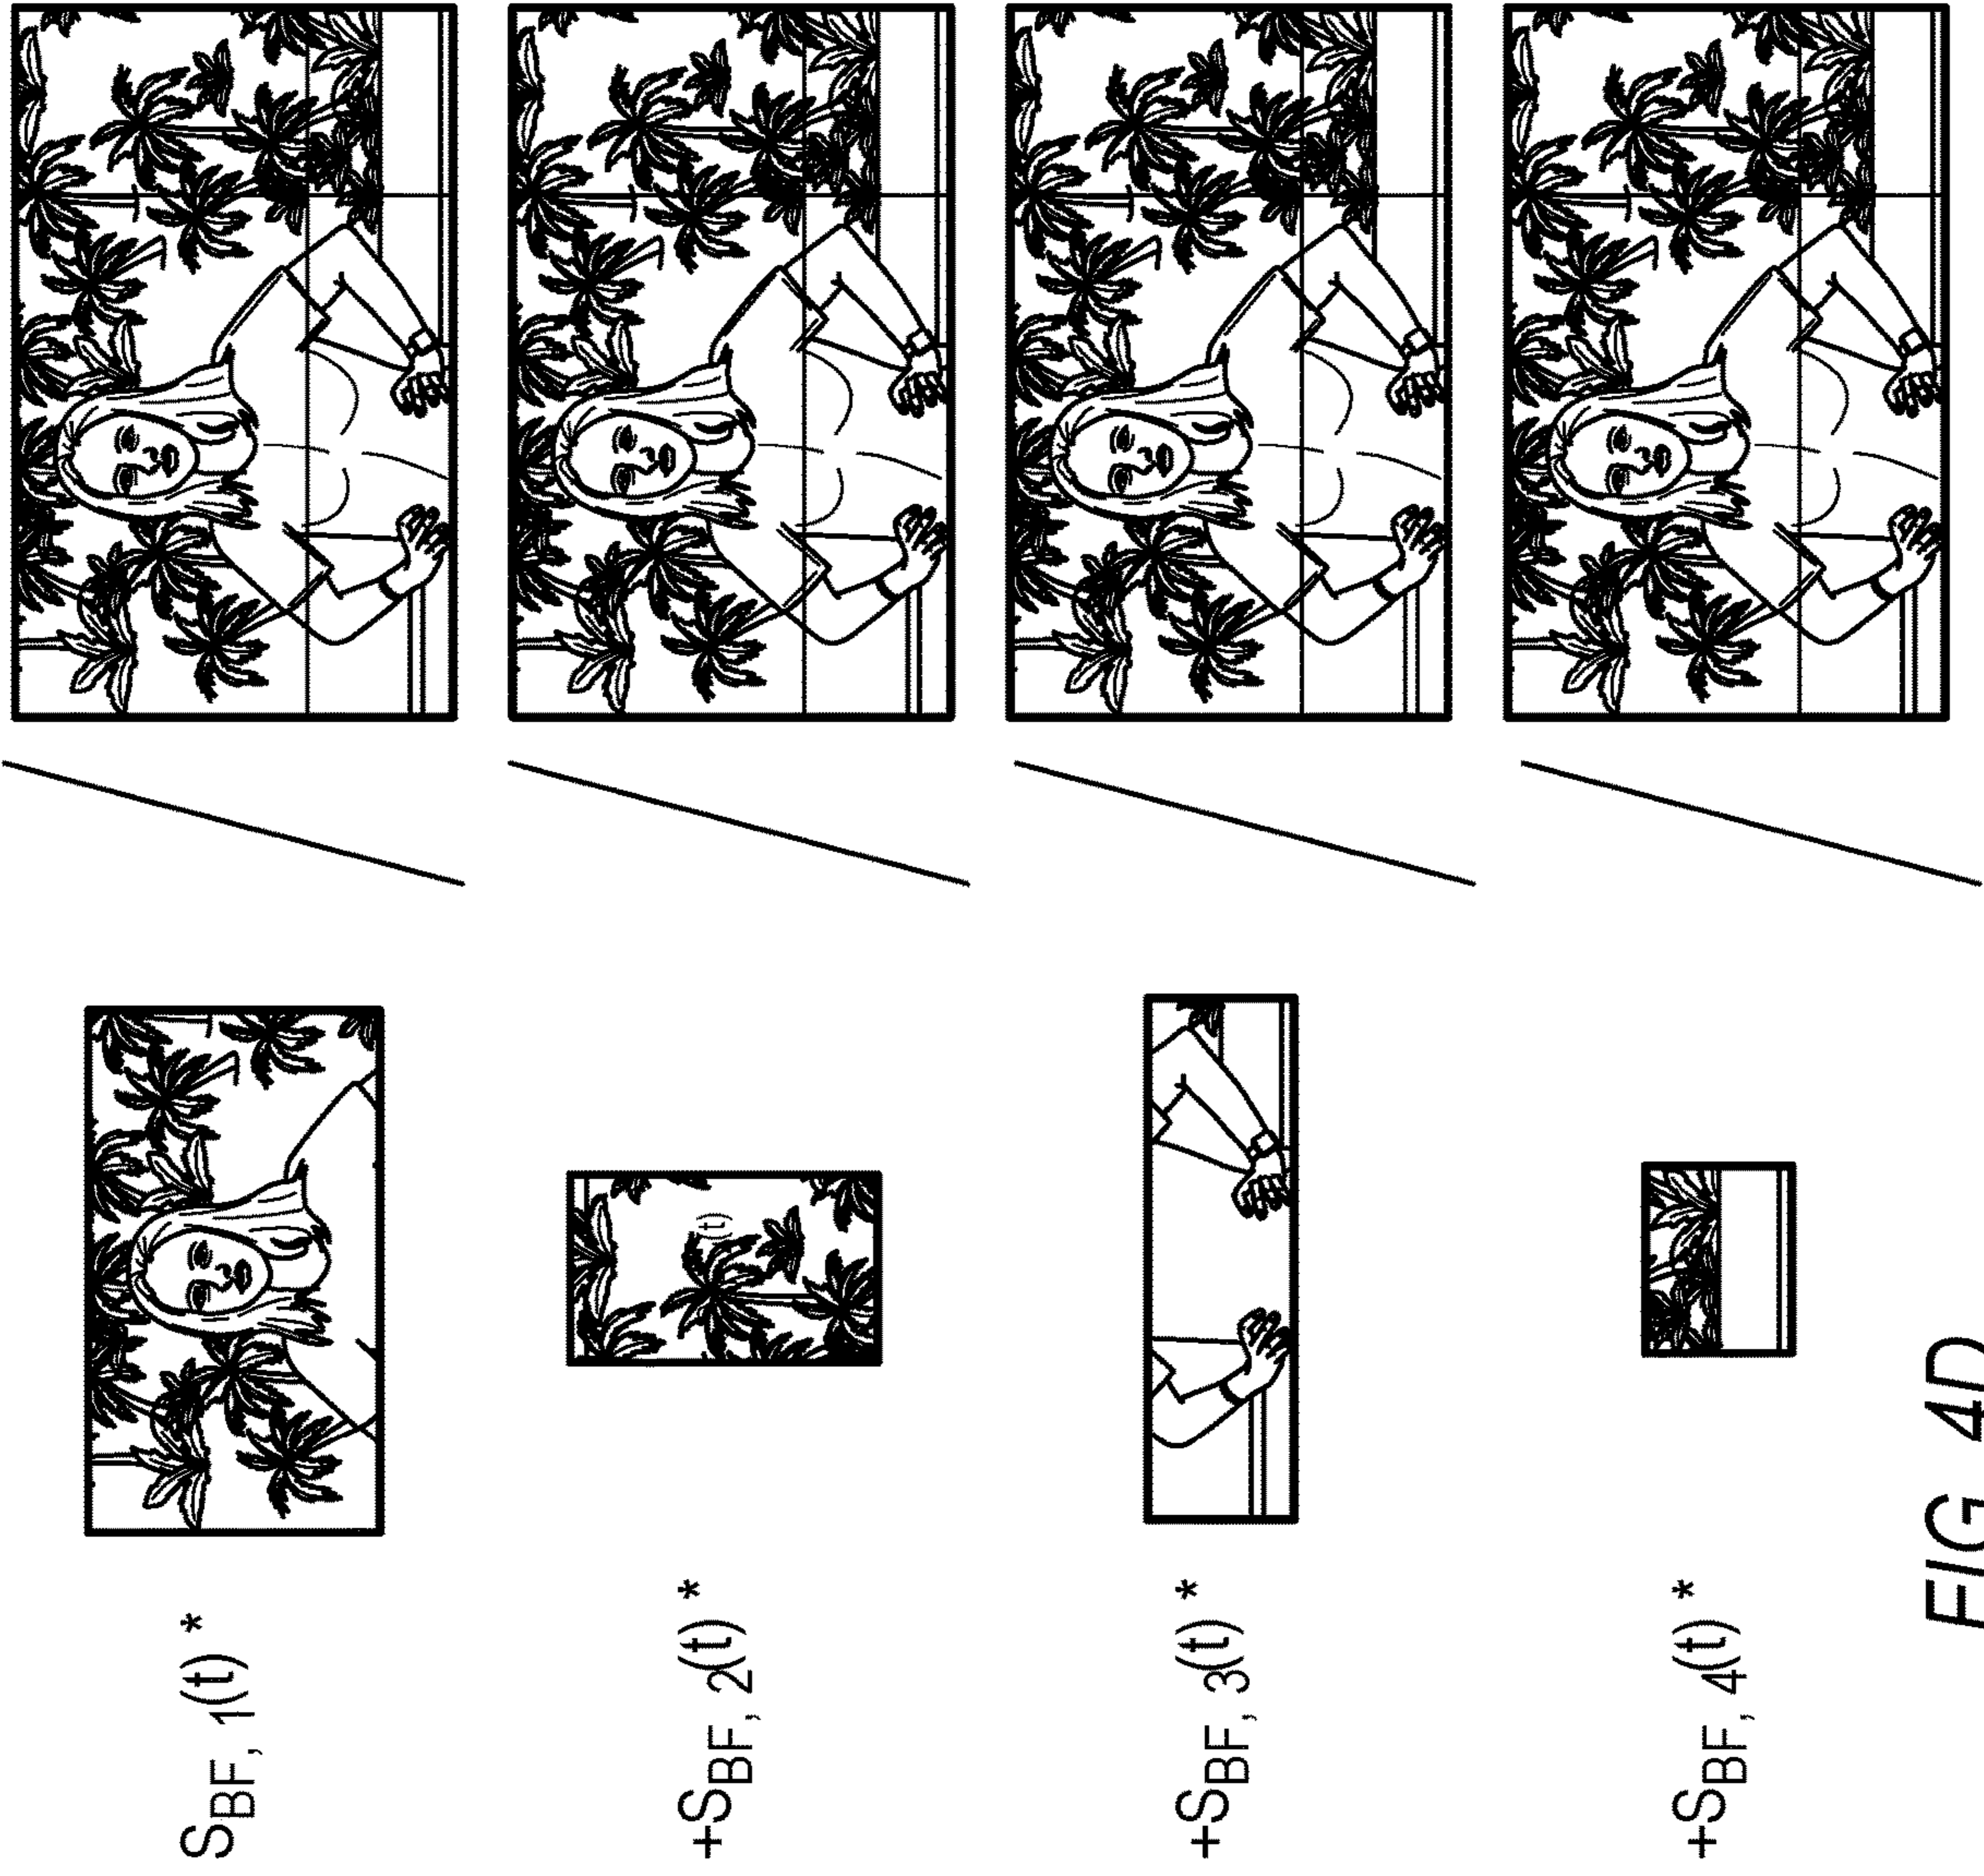 S_BF, 1(t) *
+S_BF, 2(t) *
(t)
+S_BF, 3(t) *
+S_BF, 4(t) *
FIG. 4D